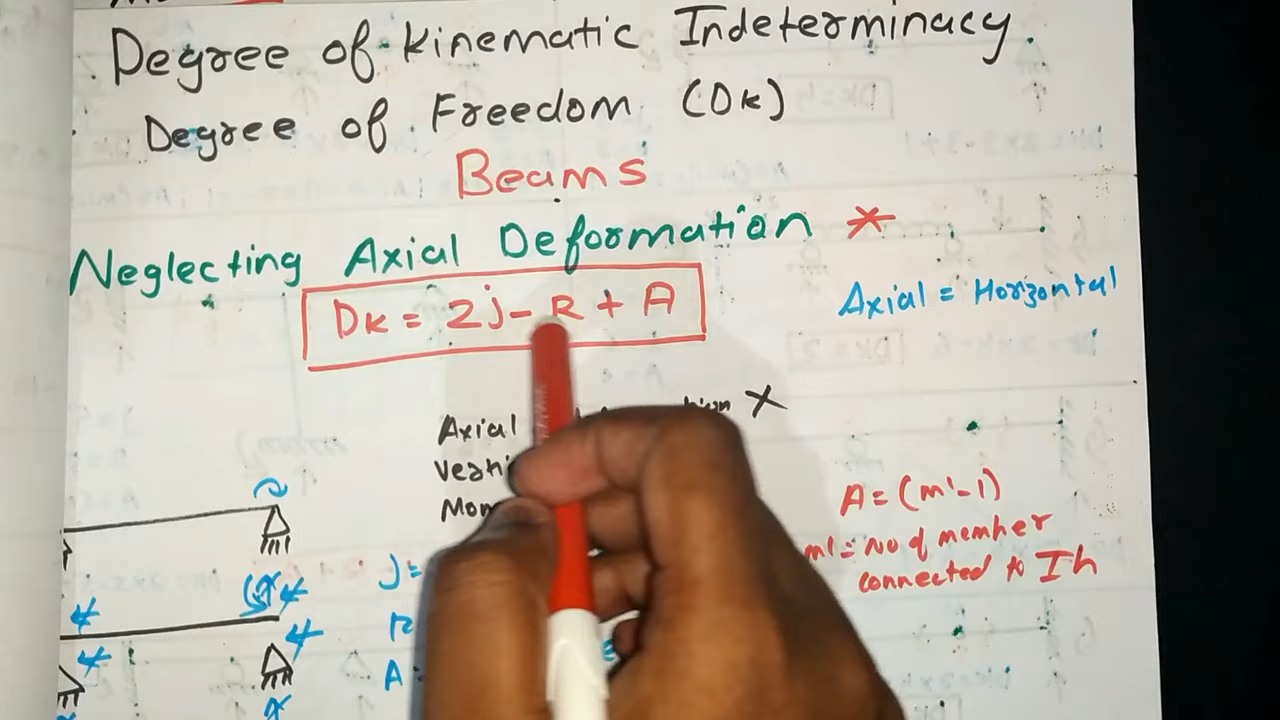 Degree of Kinematic Indeterminacy
Degree of Freedom (Dk)
Beams
Neglecting Axial Deformation
Dk = 2j - R + A
Axial = Horizontal
Axial
A = (m'-1)
m' = No of member
connected to Ih
J =
R
A: